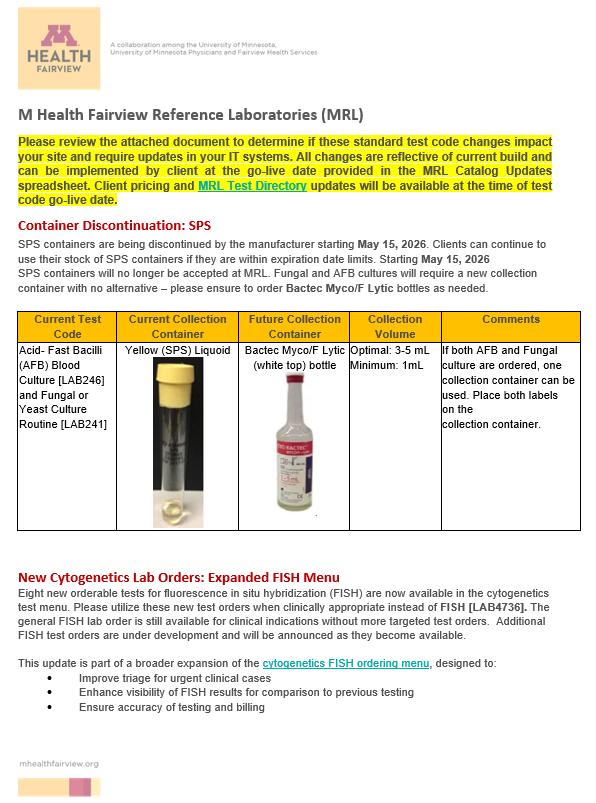 M
HEALTH
FAIRVIEW
A collaboration among the University of Minnesota,
University of Minnesota Physicians and Fairview Health Services
M Health Fairview Reference Laboratories (MRL)
Please review the attached document to determine if these standard test code changes impact
your site and require updates in your IT systems. All changes are reflective of current build and
can be implemented by client at the go-live date provided in the MRL Catalog Updates
spreadsheet. Client pricing and MRL Test Directory updates will be available at the time of test
code go-live date.
Container Discontinuation: SPS
SPS containers are being discontinued by the manufacturer starting May 15, 2026. Clients can continue to
use their stock of SPS containers if they are within expiration date limits. Starting May 15, 2026
SPS containers will no longer be accepted at MRL. Fungal and AFB cultures will require a new collection
container with no alternative – please ensure to order Bactec Myco/F Lytic bottles as needed.
Current Test Code
Current Collection Container
Future Collection Container
Collection Volume
Comments
Acid- Fast Bacilli
(AFB) Blood
Culture [LAB246]
and Fungal or
Yeast Culture
Routine [LAB241]
Yellow (SPS) Liquoid
Bactec Myco/F Lytic
(white top) bottle
BACTEC
Optimal: 3-5 mL
Minimum: 1mL
If both AFB and Fungal
culture are ordered, one
collection container can be
used. Place both labels
on the
collection container.
New Cytogenetics Lab Orders: Expanded FISH Menu
Eight new orderable tests for fluorescence in situ hybridization (FISH) are now available in the cytogenetics
test menu. Please utilize these new test orders when clinically appropriate instead of FISH [LAB4736]. The
general FISH lab order is still available for clinical indications without more targeted test orders. Additional
FISH test orders are under development and will be announced as they become available.
This update is part of a broader expansion of the cytogenetics FISH ordering menu, designed to:
• Improve triage for urgent clinical cases
• Enhance visibility of FISH results for comparison to previous testing
• Ensure accuracy of testing and billing
mhealthfairview.org